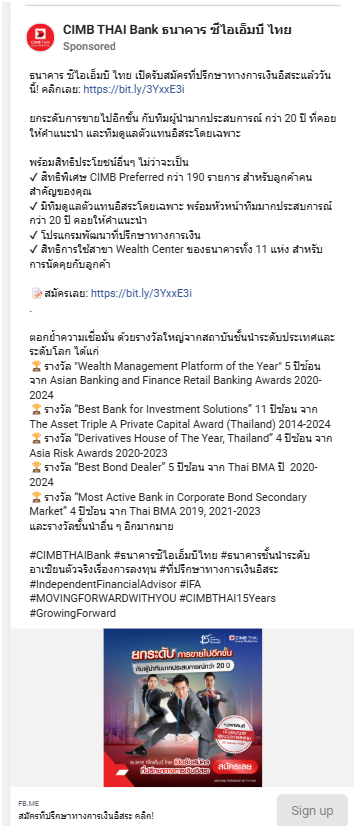 CIMB THAI Bank ธนาคาร ซีไอเอ็มบี ไทย
Sponsored
ธนาคาร ซีไอเอ็มบี ไทย เปิดรับสมัครที่ปรึกษาทางการเงินอิสระแล้ววัน
นี้! คลิกเลย: https://bit.ly/3YxxE3i
ยกระดับการขายไปอีกขั้น กับทีมผู้นำมากประสบการณ์ กว่า 20 ปี ที่คอย
ให้คำแนะนำ และทีมดูแลตัวแทนอิสระโดยเฉพาะ
พร้อมสิทธิประโยชน์อื่นๆ ไม่ว่าจะเป็น
✓ สิทธิพิเศษ CIMB Preferred กว่า 190 รายการ สำหรับลูกค้าคน
สำคัญของคุณ
✓ มีทีมดูแลตัวแทนอิสระโดยเฉพาะ พร้อมหัวหน้าทีมมากประสบการณ์
กว่า 20 ปี คอยให้คำแนะนำ
✓ โปรแกรมพัฒนาที่ปรึกษาทางการเงิน
✓ สิทธิการใช้สาขา Wealth Center ของธนาคารทั้ง 11 แห่ง สำหรับ
การนัดคุยกับลูกค้า
📝สมัครเลย: https://bit.ly/3YxxE3i
.
ตอกย้ำความเชื่อมั่น ด้วยรางวัลใหญ่จากสถาบันชั้นนำระดับประเทศและ
ระดับโลก ได้แก่
🏆รางวัล "Wealth Management Platform of the Year" 5 ปีซ้อน
จาก Asian Banking and Finance Retail Banking Awards 2020-
2024
🏆รางวัล “Best Bank for Investment Solutions” 11 ปีซ้อน จาก
The Asset Triple A Private Capital Award (Thailand) 2014-2024
🏆รางวัล “Derivatives House of The Year, Thailand” 4 ปีซ้อน จาก
Asia Risk Awards 2020-2023
🏆รางวัล “Best Bond Dealer” 5 ปีซ้อน จาก Thai BMA ปี 2020-
2024
🏆รางวัล “Most Active Bank in Corporate Bond Secondary
Market” 4 ปีซ้อน จาก Thai BMA 2019, 2021-2023
และรางวัลชั้นนำอื่น ๆ อีกมากมาย
#CIMBTHAIBank #ธนาคารซีไอเอ็มบีไทย #ธนาคารชั้นนำระดับ
อาเซียนตัวจริงเรื่องการลงทุน #ที่ปรึกษาทางการเงินอิสระ
#IndependentFinancialAdvisor #IFA
#MOVINGFORWARDWITHYOU #CIMBTHAI15Years
#GrowingForward
CIMB THAI
ยกระดับ การขายไปอีกขั้น
กับผู้นำทีมมากประสบการณ์กว่า 20 ปี
ธนาคาร ซีไอเอ็มบี ไทย เปิดรับสมัคร
ที่ปรึกษาทางการเงินอิสระ
สมัครเลย
FB.ME
สมัครที่ปรึกษาทางการเงินอิสระ คลิก!
Sign up